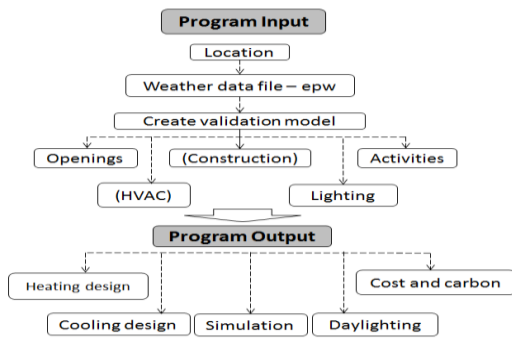 Program Input
Location
Weather data file – epw
Create validation model
Openings
(Construction)
Activities
(HVAC)
Lighting
Program Output
Heating design
Cost and carbon
Cooling design
Simulation
Daylighting